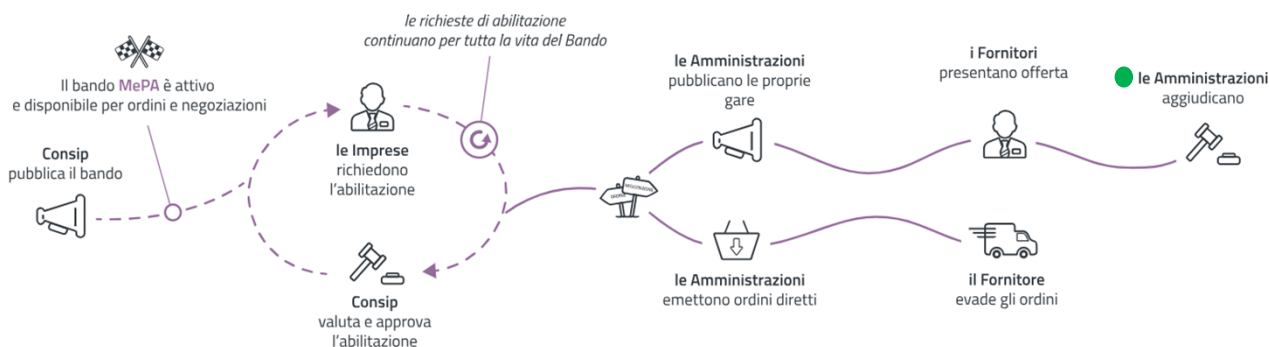 Il bando MePA è attivo
e disponibile per ordini e negoziazioni
Consip
pubblica il bando
le Imprese
richiedono
l'abilitazione
le richieste di abilitazione
continuano per tutta la vita del Bando
Consip
valuta e approva
l'abilitazione
ORDINE
NEGOZIAZIONE
le Amministrazioni
pubblicano le proprie
gare
i Fornitori
presentano offerta
le Amministrazioni
aggiudicano
le Amministrazioni
emettono ordini diretti
il Fornitore
evade gli ordini